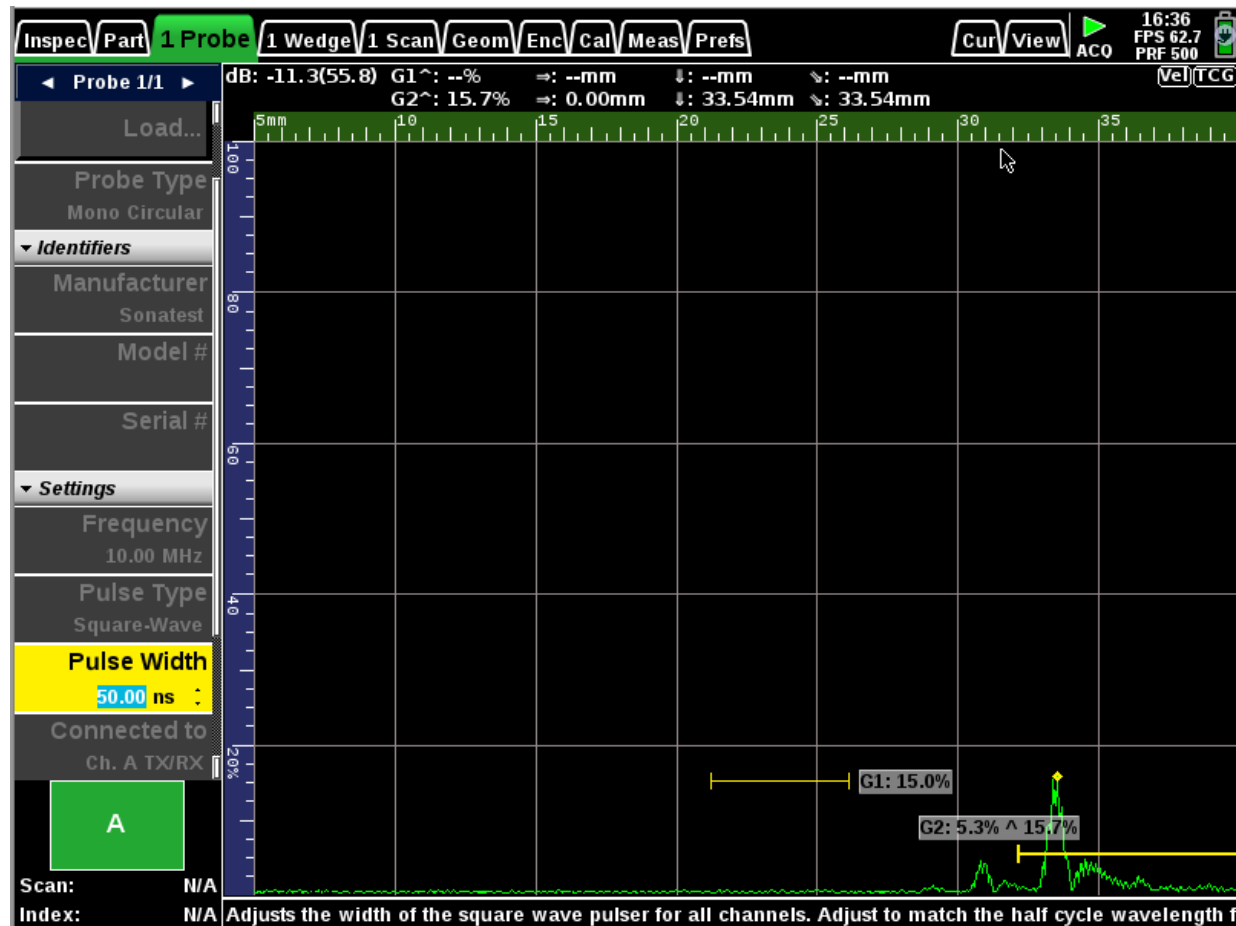 Inspec Part 1 Probe 1 Wedge 1 Scan Geom Enc Cal Meas Prefs Cur View ACQ
16:36
FPS 62.7
PRF 500
◄ Probe 1/1 ►
dB: -11.3(55.8) G1^: --% ⇒: --mm ⇓: --mm ⇘: --mm
Vel TCG
G2^: 15.7% ⇒: 0.00mm ⇓: 33.54mm ⇘: 33.54mm
5mm 10 15 20 25 30 35
100
80
60
40
20%
Load...
Probe Type
Mono Circular
▾ Identifiers
Manufacturer
Sonatest
Model #
Serial #
▾ Settings
Frequency
10.00 MHz
Pulse Type
Square-Wave
Pulse Width
50.00 ns
Connected to
Ch. A TX/RX
G1: 15.0%
G2: 5.3% ^ 15.7%
A
Scan: N/A
Index: N/A
Adjusts the width of the square wave pulser for all channels. Adjust to match the half cycle wavelength f